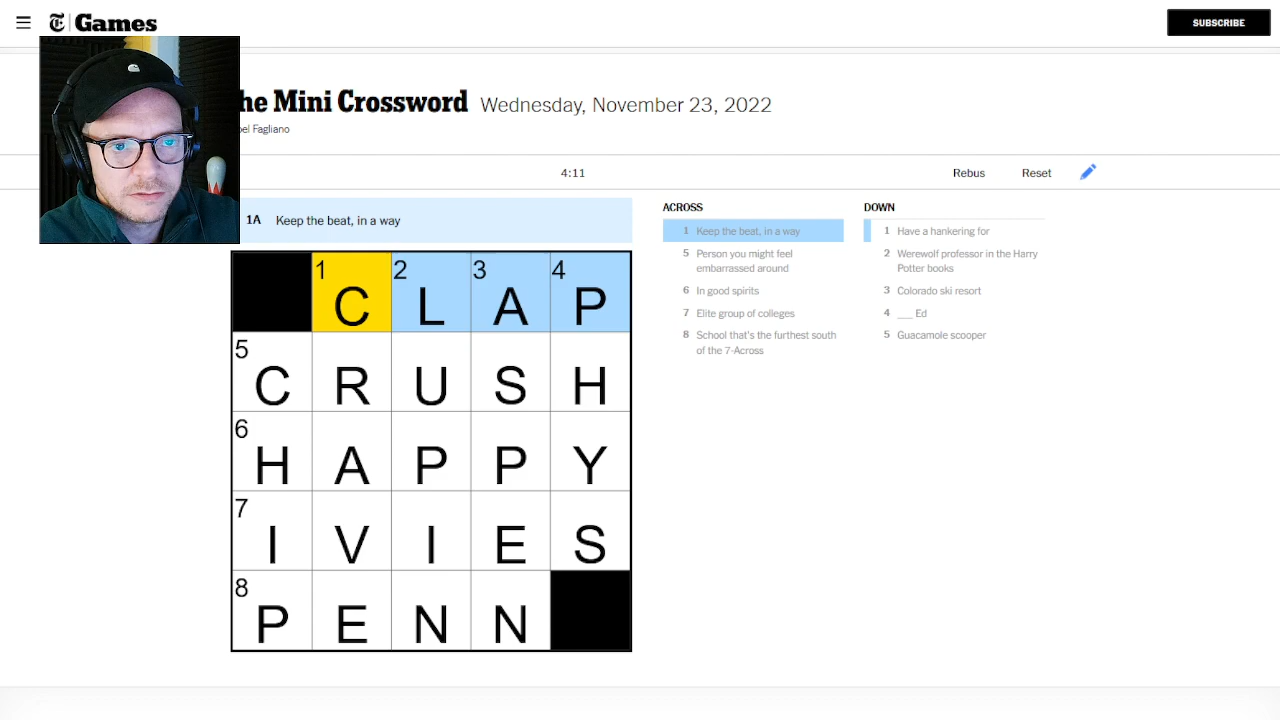 Games
SUBSCRIBE
he Mini Crossword Wednesday, November 23, 2022
oel Fagliano
4:11
Rebus
Reset
1A Keep the beat, in a way
ACROSS
1 Keep the beat, in a way
5 Person you might feel
embarrassed around
6 In good spirits
7 Elite group of colleges
8 School that's the furthest south
of the 7-Across
DOWN
1 Have a hankering for
2 Werewolf professor in the Harry
Potter books
3 Colorado ski resort
4 ___ Ed
5 Guacamole scooper
1 2 3 4
C L A P
5
C R U S H
6
H A P P Y
7
I V I E S
8
P E N N